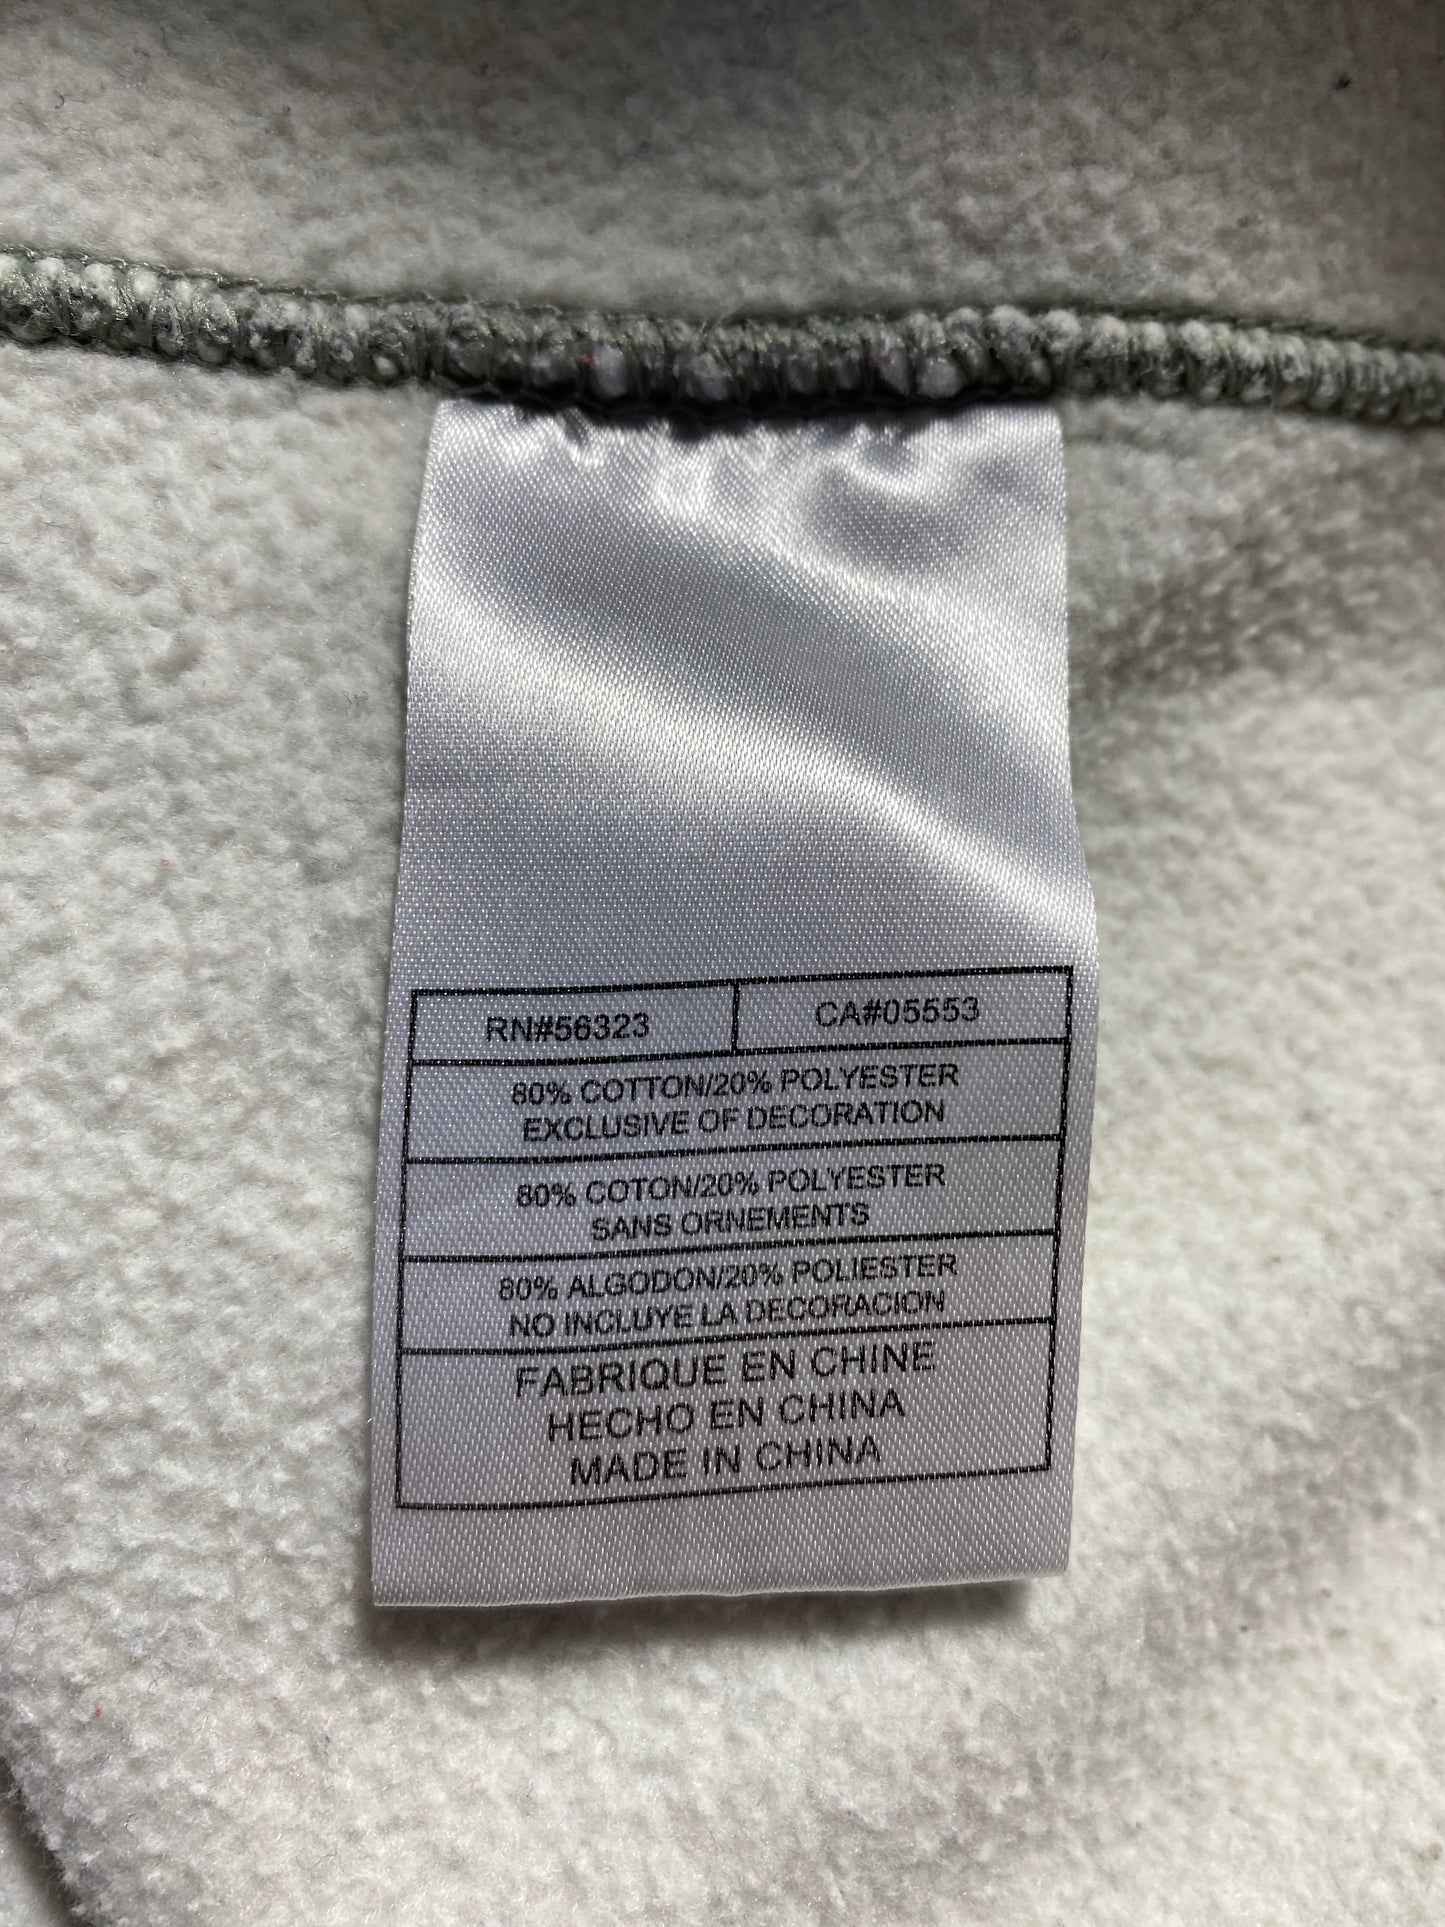 RN#56323 CA#05553
80% COTTON/20% POLYESTER
EXCLUSIVE OF DECORATION
80% COTON/20% POLYESTER
SANS ORNEMENTS
80% ALGODON/20% POLIESTER
NO INCLUYE LA DECORACION
FABRIQUE EN CHINE
HECHO EN CHINA
MADE IN CHINA